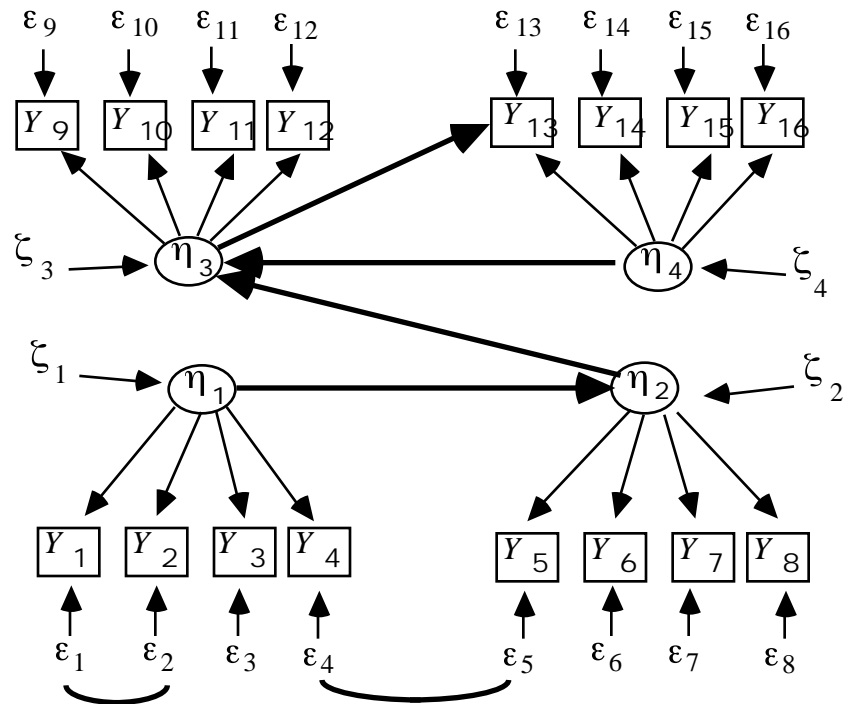 ε9 ε10 ε11 ε12 ε13 ε14 ε15 ε16
Y9 Y10 Y11 Y12 Y13 Y14 Y15 Y16
ζ3 η3 η4 ζ4
ζ1 η1 η2 ζ2
Y1 Y2 Y3 Y4 Y5 Y6 Y7 Y8
ε1 ε2 ε3 ε4 ε5 ε6 ε7 ε8